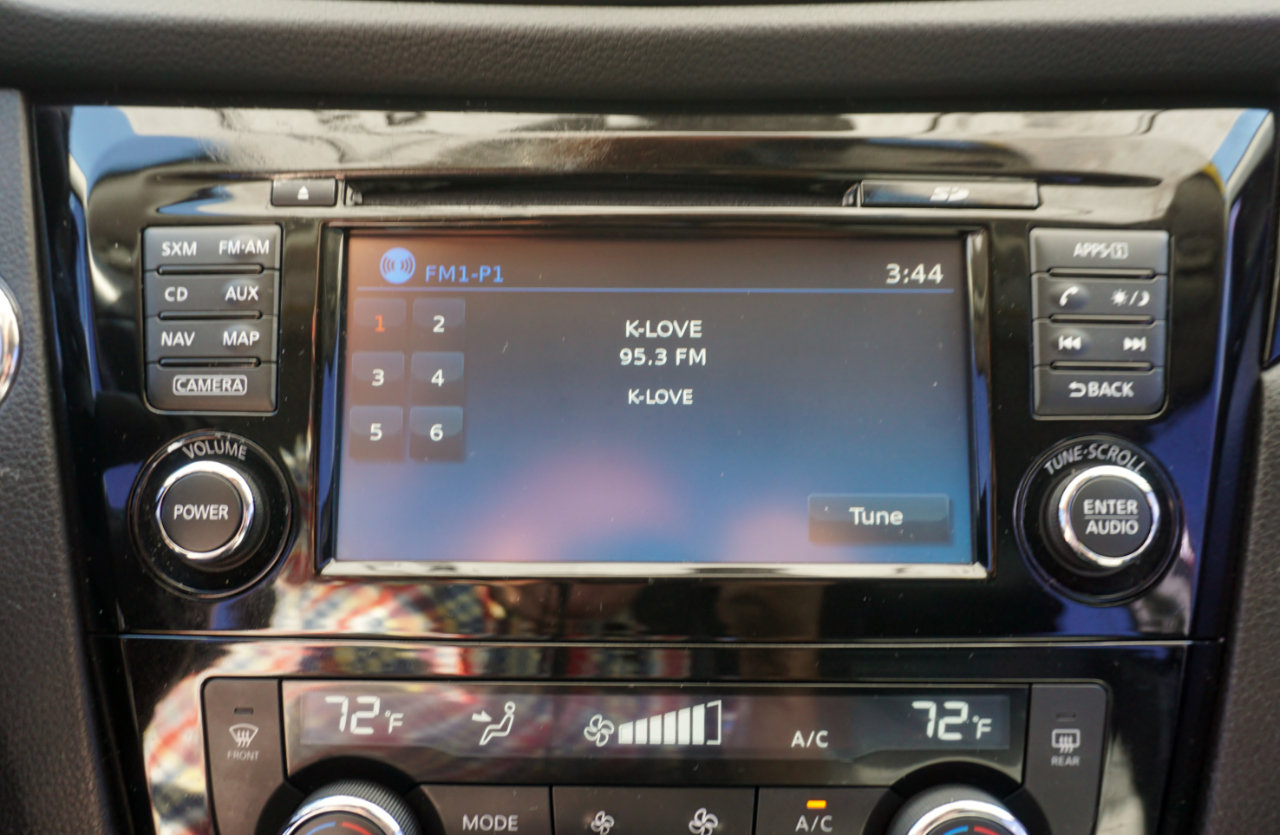 SD
SXM FM·AM
CD AUX
NAV MAP
CAMERA
VOLUME
POWER
FM1-P1 3:44
1 2
3 4
5 6
K-LOVE
95.3 FM
K-LOVE
Tune
APPS·i
BACK
TUNE·SCROLL
ENTER
AUDIO
FRONT
72°F
A/C
72°F
REAR
MODE
A/C